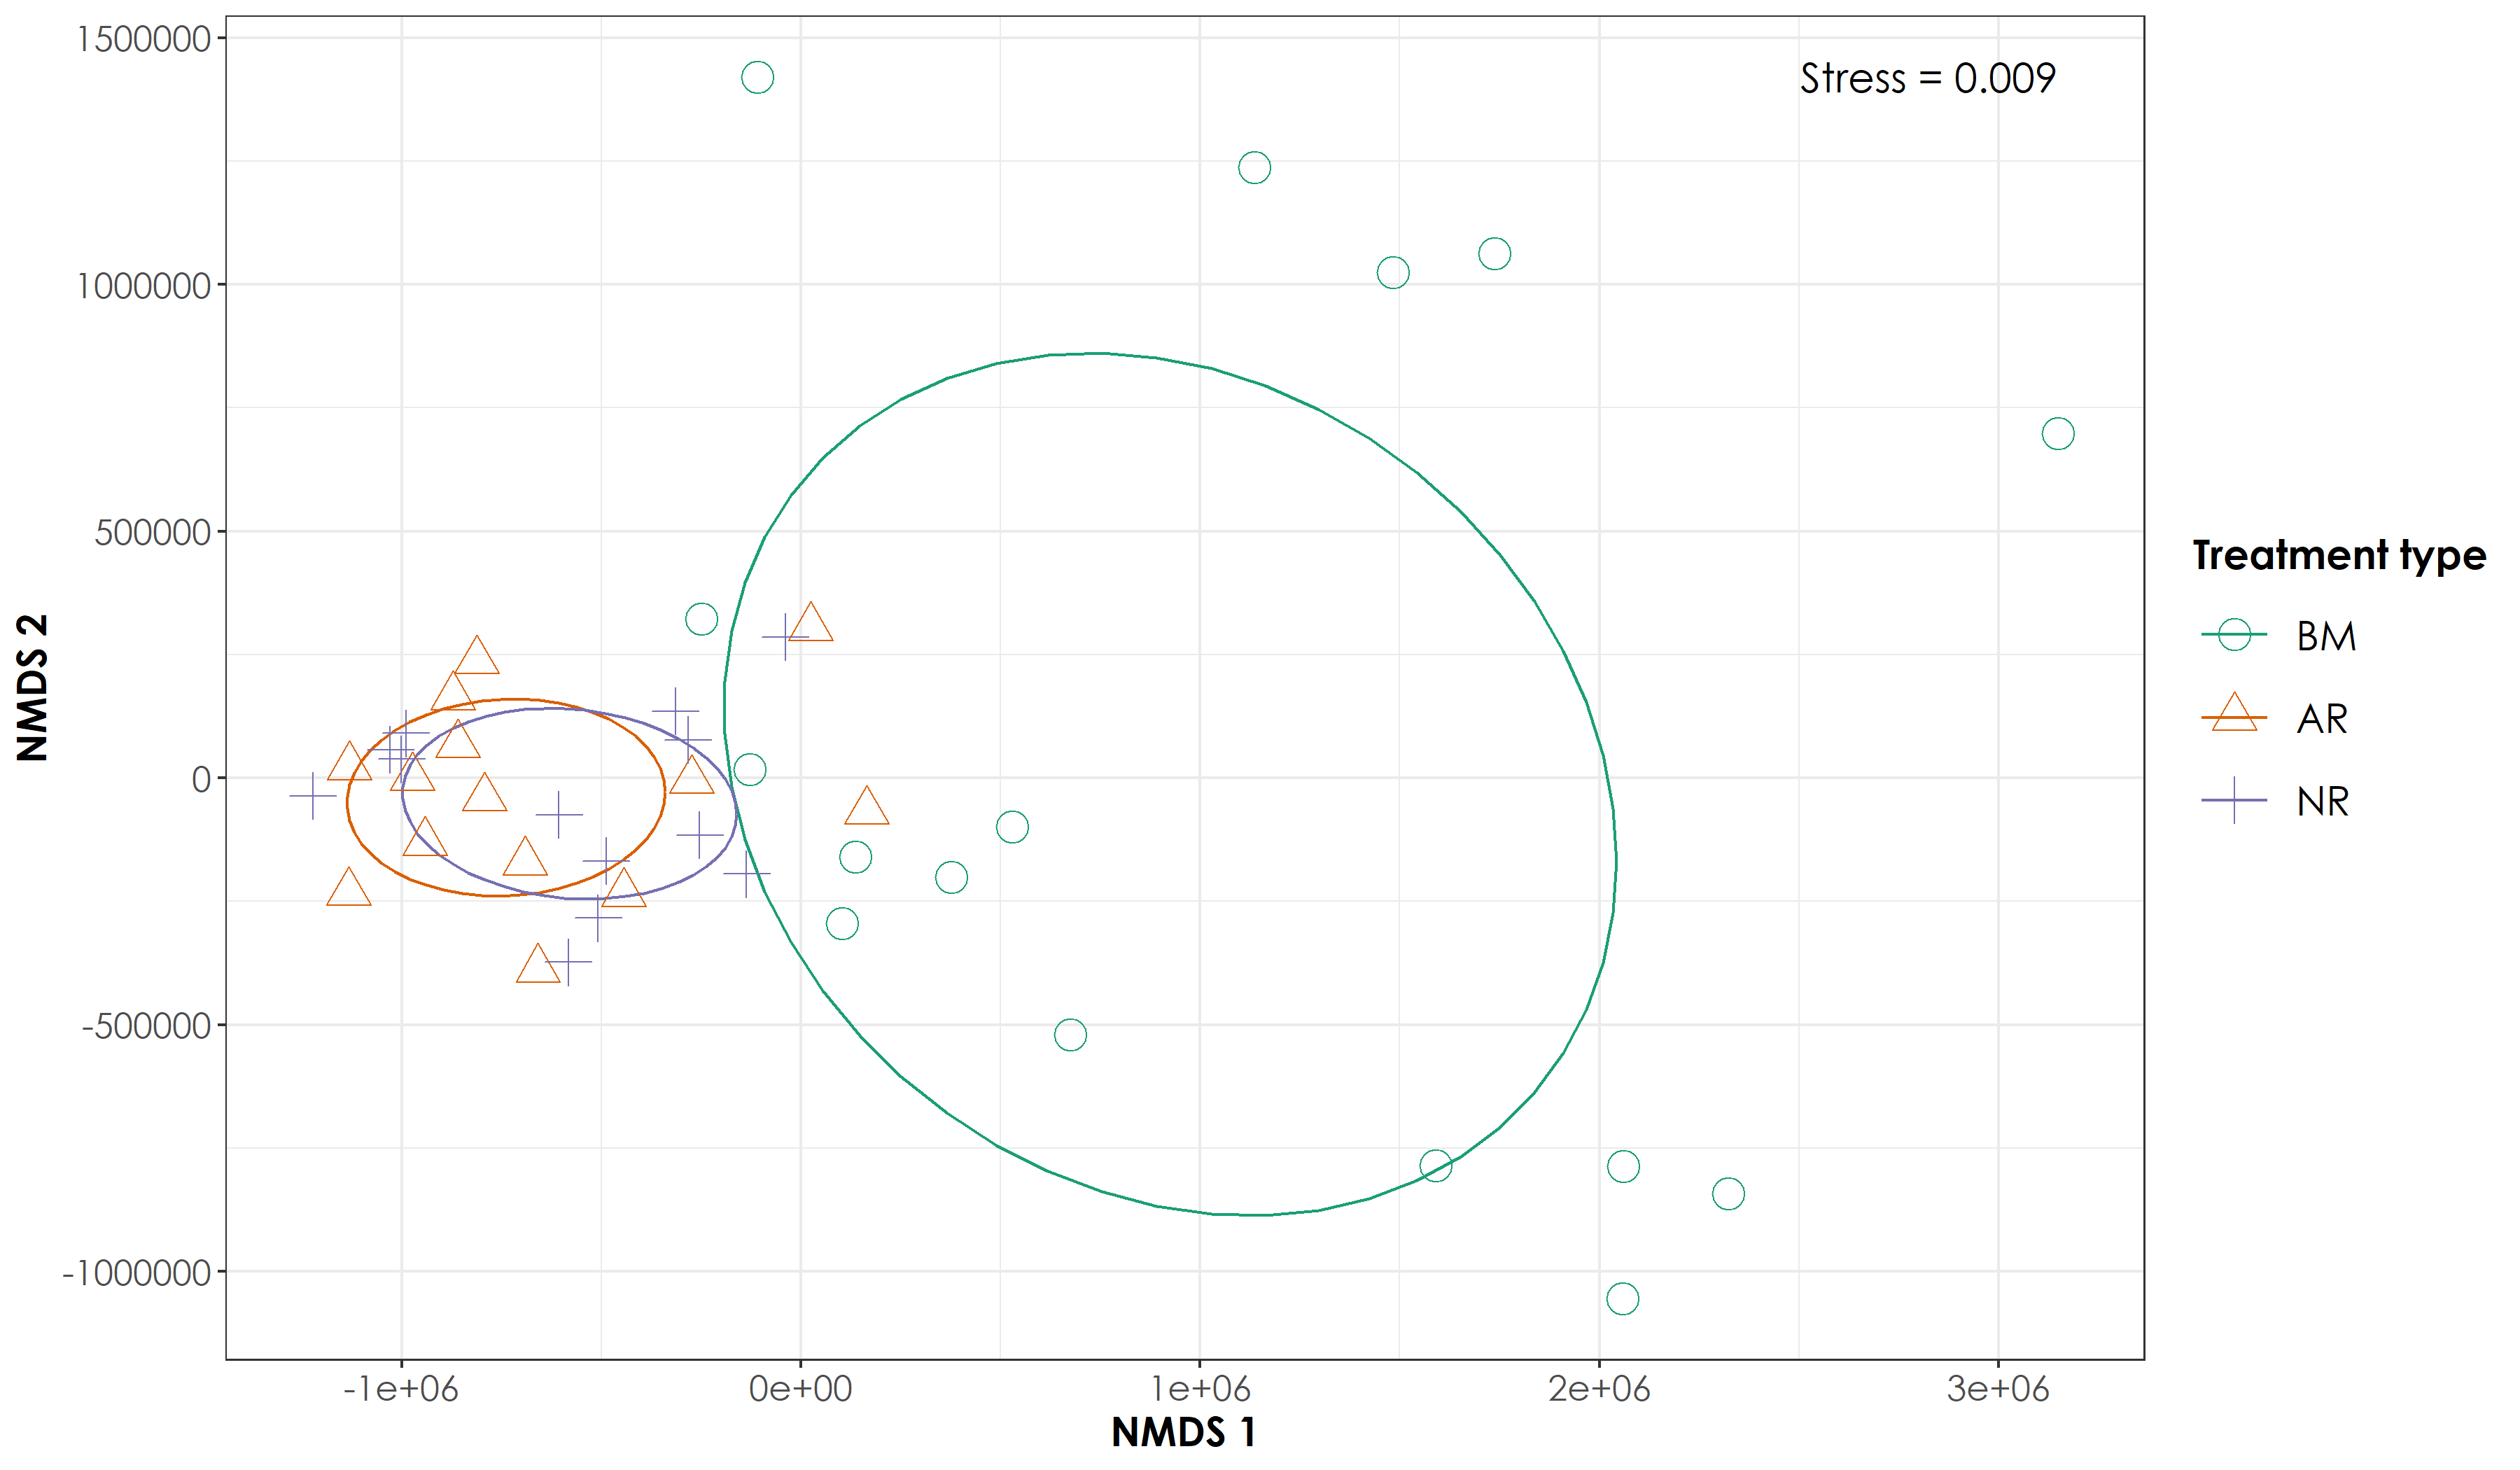 1500000
Stress = 0.009
1000000
500000
0
-500000
-1000000
NMDS 2
-1e+06 0e+00 1e+06 2e+06 3e+06
NMDS 1
Treatment type
BM
AR
NR